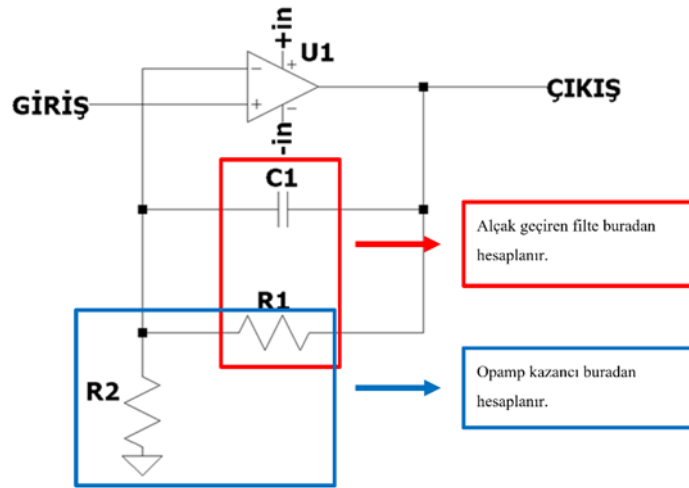 +in
U1
GİRİŞ
ÇIKIŞ
-in
C1
Alçak geçiren filte buradan
hesaplanır.
R1
Opamp kazancı buradan
hesaplanır.
R2